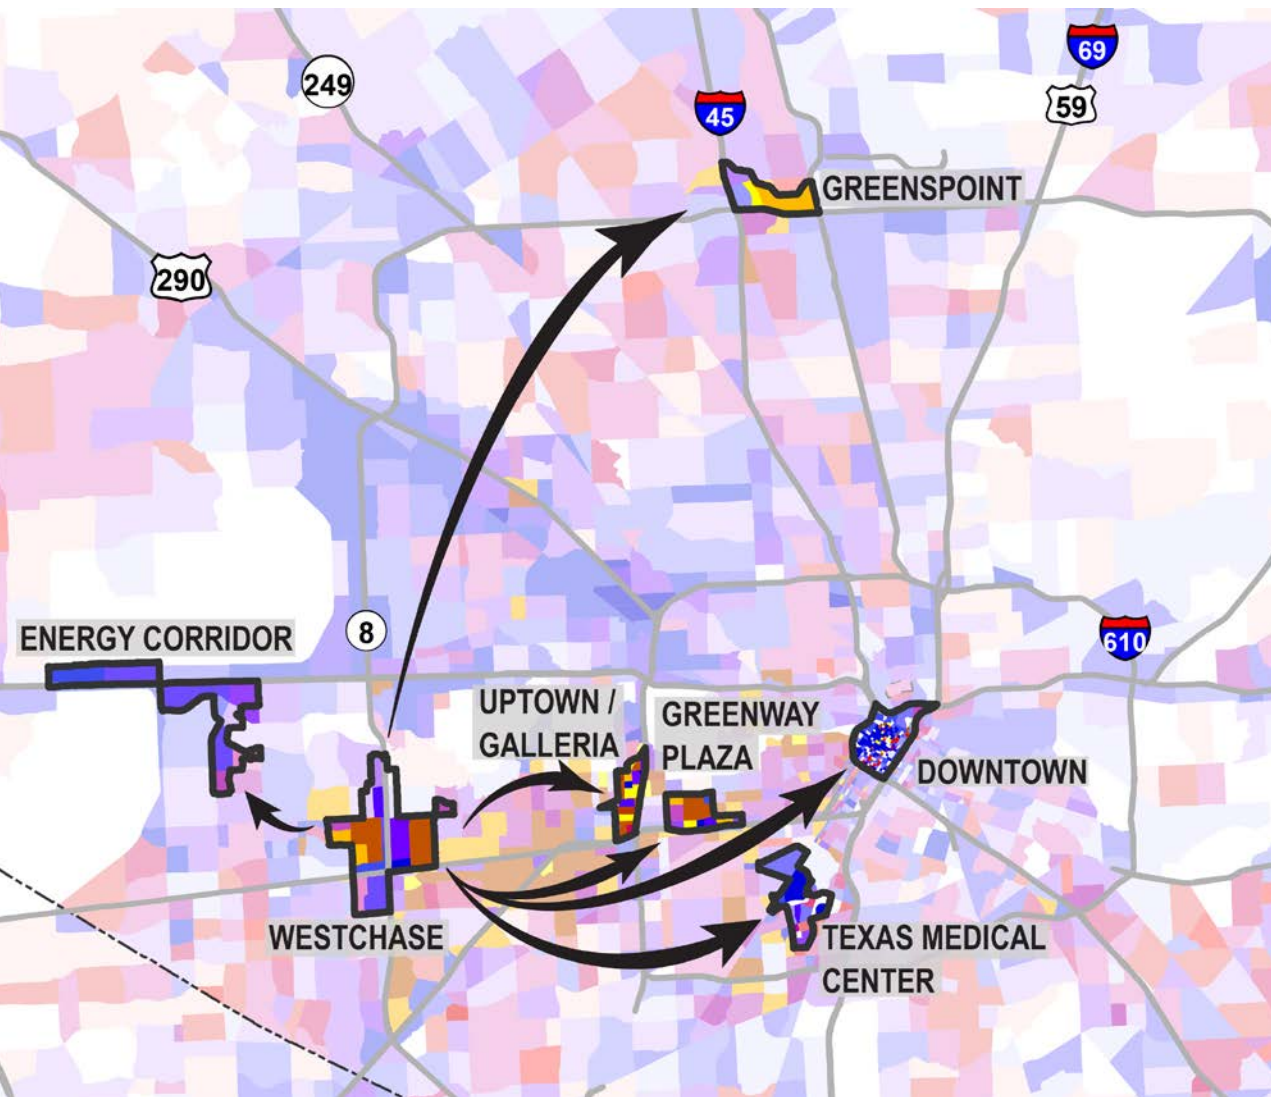 69
249
59
45
GREENSPOINT
290
8
610
ENERGY CORRIDOR
UPTOWN /
GALLERIA
GREENWAY
PLAZA
DOWNTOWN
WESTCHASE
TEXAS MEDICAL
CENTER